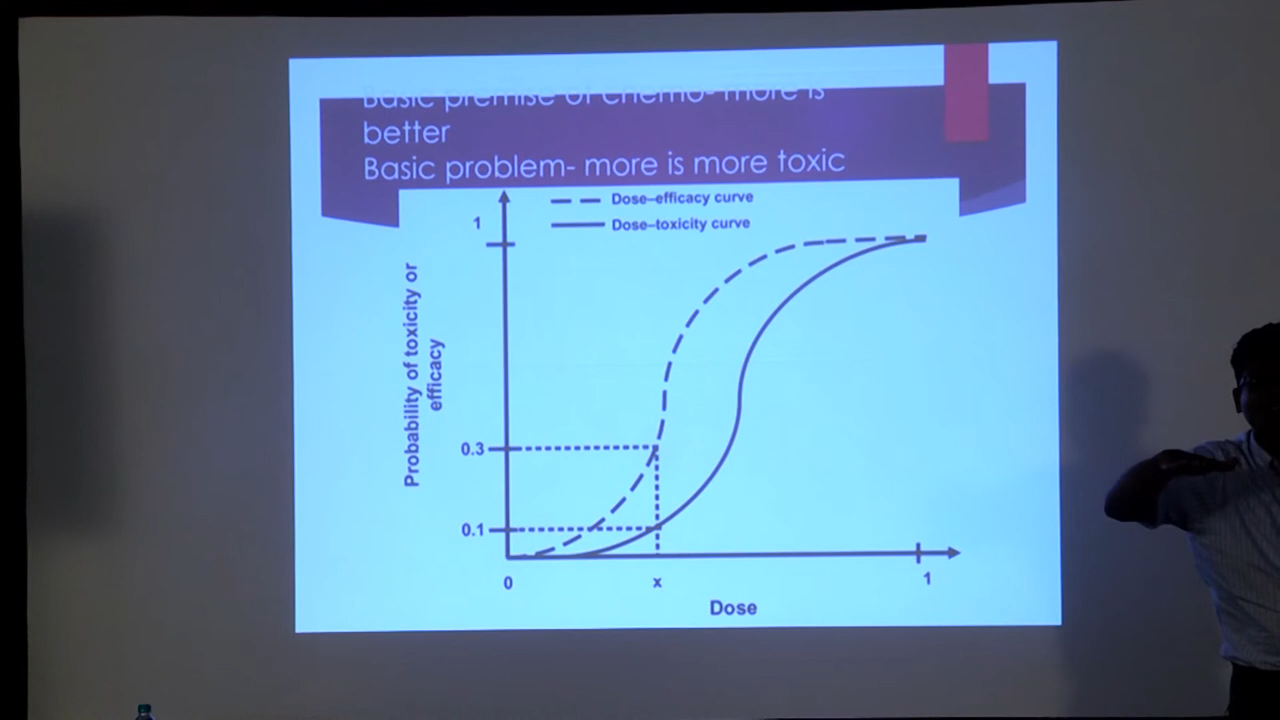 Basic premise of chemo- more is
better
Basic problem- more is more toxic
Dose–efficacy curve
Dose–toxicity curve
1
Probability of toxicity or
efficacy
0.3
0.1
0
x
1
Dose